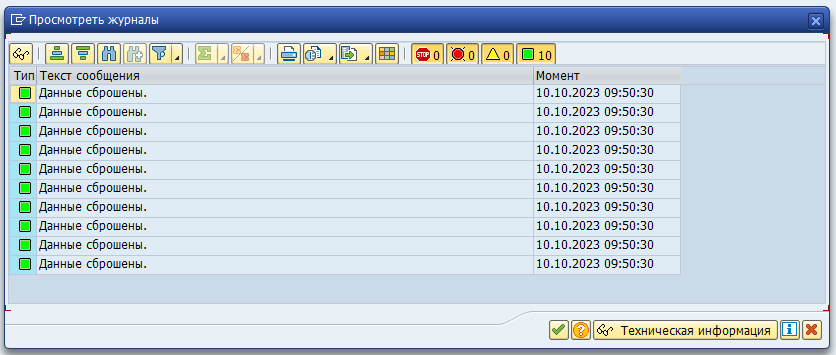 Просмотреть журналы
STOP 0 0 0 10
Тип Текст сообщения Момент
Данные сброшены. 10.10.2023 09:50:30
Данные сброшены. 10.10.2023 09:50:30
Данные сброшены. 10.10.2023 09:50:30
Данные сброшены. 10.10.2023 09:50:30
Данные сброшены. 10.10.2023 09:50:30
Данные сброшены. 10.10.2023 09:50:30
Данные сброшены. 10.10.2023 09:50:30
Данные сброшены. 10.10.2023 09:50:30
Данные сброшены. 10.10.2023 09:50:30
Данные сброшены. 10.10.2023 09:50:30
Техническая информация